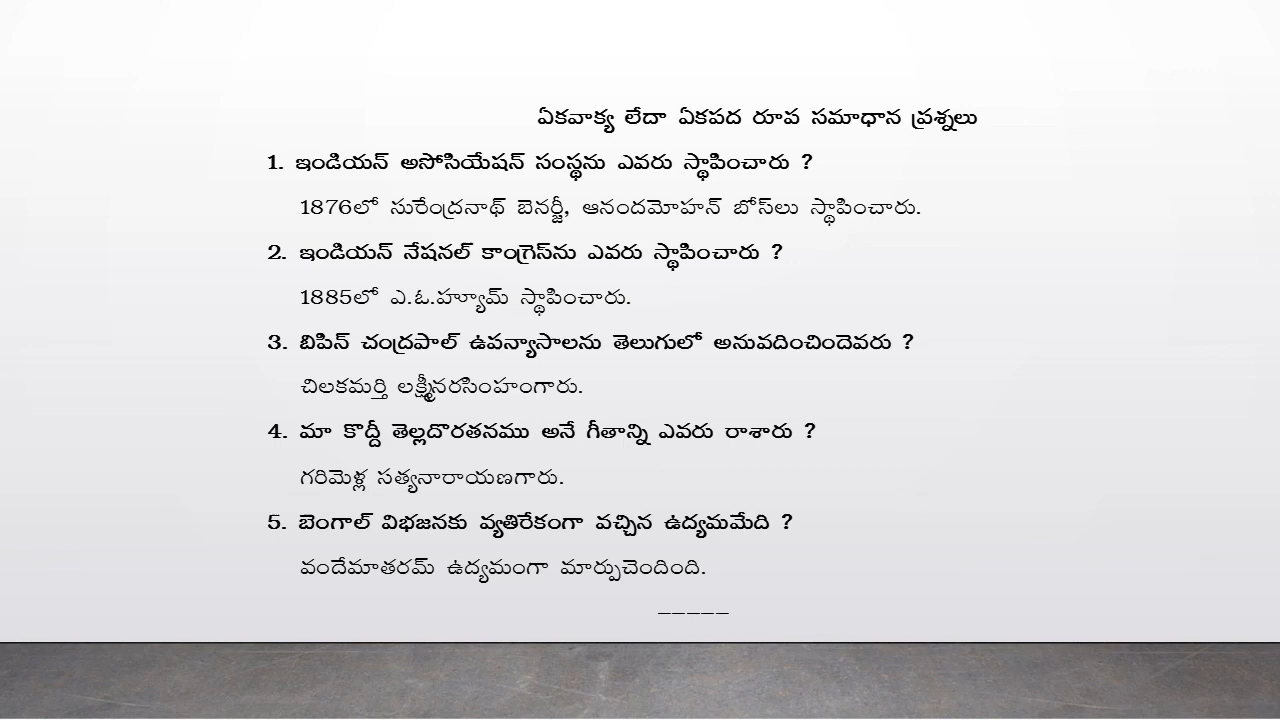 ఏకవాక్య లేదా ఏకపద రూప సమాధాన ప్రశ్నలు
1. ఇండియన్ అసోసియేషన్ సంస్థను ఎవరు స్థాపించారు ?
1876లో సురేంద్రనాథ్ బెనర్జీ, ఆనందమోహన్ బోస్‌లు స్థాపించారు.
2. ఇండియన్ నేషనల్ కాంగ్రెస్‌ను ఎవరు స్థాపించారు ?
1885లో ఎ.ఓ.హ్యూమ్ స్థాపించారు.
3. బిపిన్ చంద్రపాల్ ఉపన్యాసాలను తెలుగులో అనువదించిందెవరు ?
చిలకమర్తి లక్ష్మీనరసింహంగారు.
4. మా కొద్దీ తెల్లదొరతనము అనే గీతాన్ని ఎవరు రాశారు ?
గరిమెళ్ల సత్యనారాయణగారు.
5. బెంగాల్ విభజనకు వ్యతిరేకంగా వచ్చిన ఉద్యమమేది ?
వందేమాతరమ్ ఉద్యమంగా మార్పుచెందింది.
–––––